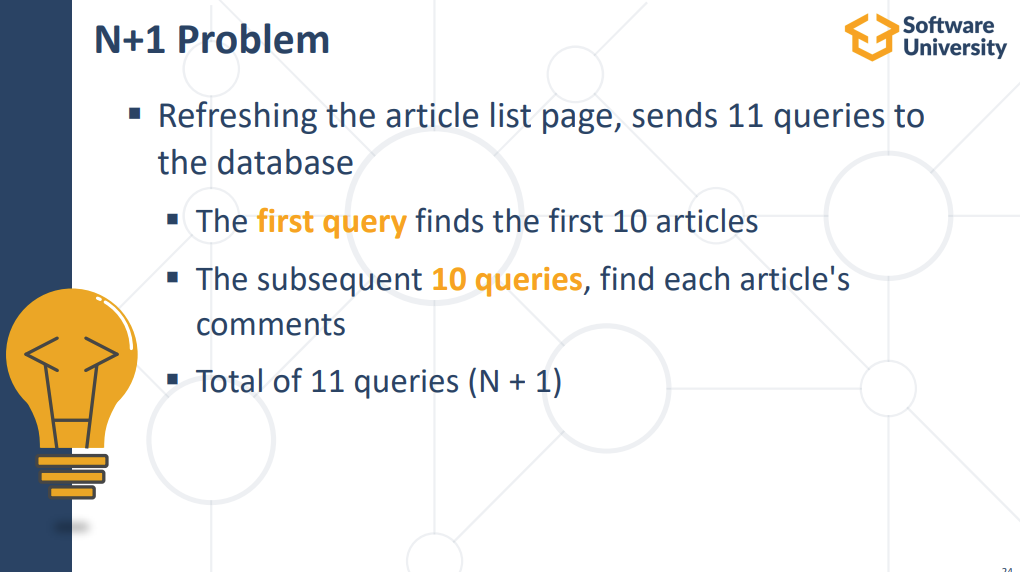 N+1 Problem
Software
University
▪ Refreshing the article list page, sends 11 queries to
the database
▪ The first query finds the first 10 articles
▪ The subsequent 10 queries, find each article's
comments
▪ Total of 11 queries (N + 1)
24